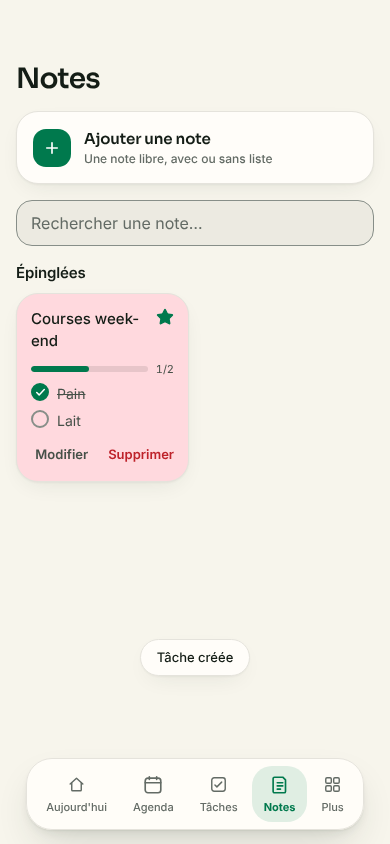 Notes
Ajouter une note
Une note libre, avec ou sans liste
Rechercher une note...
Épinglées
Courses week-
end
1/2
Pain
Lait
Modifier Supprimer
Tâche créée
Aujourd'hui Agenda Tâches Notes Plus